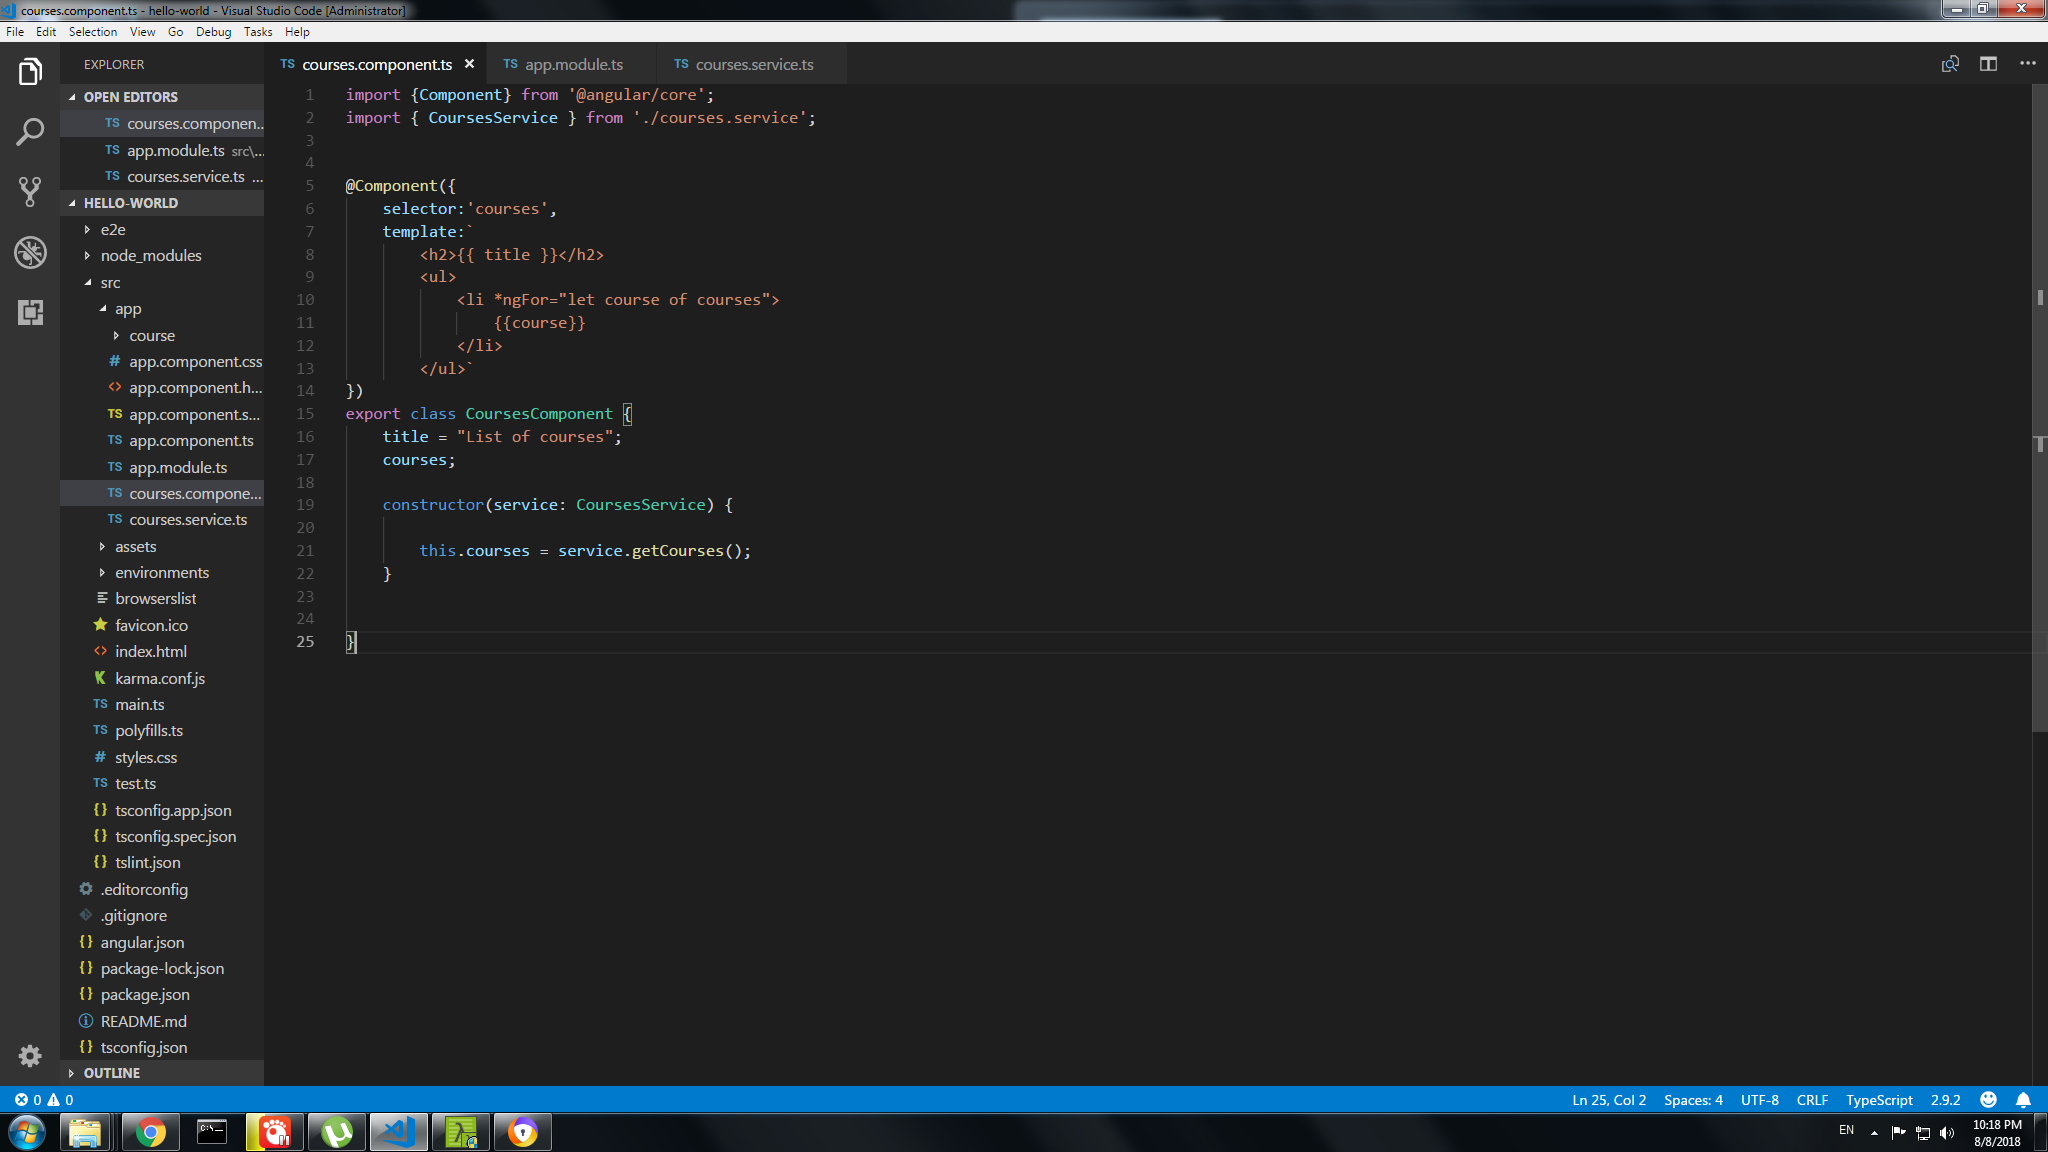 courses.component.ts - hello-world - Visual Studio Code [Administrator]
File Edit Selection View Go Debug Tasks Help
EXPLORER
OPEN EDITORS
TS courses.componen...
TS app.module.ts src\...
TS courses.service.ts ...
HELLO-WORLD
e2e
node_modules
src
app
course
# app.component.css
<> app.component.h...
TS app.component.s...
TS app.component.ts
TS app.module.ts
TS courses.compone...
TS courses.service.ts
assets
environments
browserslist
favicon.ico
<> index.html
K karma.conf.js
TS main.ts
TS polyfills.ts
# styles.css
TS test.ts
{} tsconfig.app.json
{} tsconfig.spec.json
{} tslint.json
.editorconfig
.gitignore
{} angular.json
{} package-lock.json
{} package.json
README.md
{} tsconfig.json
OUTLINE
TS courses.component.ts × TS app.module.ts TS courses.service.ts
1 import {Component} from '@angular/core';
2 import { CoursesService } from './courses.service';
3
4
5 @Component({
6     selector:'courses',
7     template:`
8         <h2>{{ title }}</h2>
9         <ul>
10             <li *ngFor="let course of courses">
11                 {{course}}
12             </li>
13         </ul>`
14 })
15 export class CoursesComponent {
16     title = "List of courses";
17     courses;
18
19     constructor(service: CoursesService) {
20
21         this.courses = service.getCourses();
22     }
23
24
25 }
0 0 Ln 25, Col 2 Spaces: 4 UTF-8 CRLF TypeScript 2.9.2
EN 10:18 PM
8/8/2018